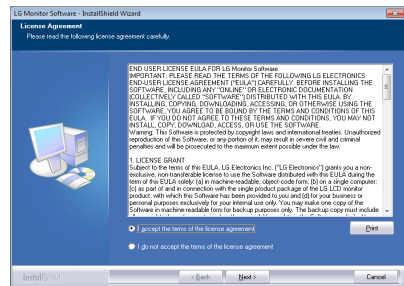 LG Monitor Software - InstallShield Wizard
License Agreement
Please read the following license agreement carefully.
END USER LICENSE AGREEMENT (EULA) FOR LG Monitor Software
IMPORTANT: PLEASE READ THE TERMS OF THE FOLLOWING LG ELECTRONICS
END-USER LICENSE AGREEMENT ("EULA") CAREFULLY, BEFORE INSTALLING THE
SOFTWARE, INCLUDING ANY "ONLINE" OR ELECTRONIC DOCUMENTATION
(COLLECTIVELY CALLED "SOFTWARE") DISTRIBUTED WITH THIS EULA. BY
INSTALLING, COPYING, DOWNLOADING, ACCESSING, OR OTHERWISE USING THE
SOFTWARE, YOU AGREE TO BE BOUND BY THE TERMS AND CONDITIONS OF THIS
EULA. IF YOU DO NOT AGREE TO THESE TERMS AND CONDITIONS, YOU MAY NOT
INSTALL, COPY, DOWNLOAD, ACCESS, OR USE THE SOFTWARE.
Warning: This Software is protected by copyright laws and international treaties. Unauthorized
reproduction of this Software, or any portion of it, may result in severe civil and criminal
penalties and will be prosecuted to the maximum extent possible under the law.
1. LICENSE GRANT
Subject to the terms of this EULA, LG Electronics Inc. ("LG Electronics") grants you a non-
exclusive, non-transferable license to use the Software distributed with this EULA during the
term of this EULA solely: (a) in machine-readable, object-code form; (b) on a single computer;
(c) as part of and in connection with the single product package of the LG LCD monitor
product, with which this Software has been provided to you and (d) for your business or
personal purposes exclusively for your internal use only. You may make one copy of the
Software in machine-readable form for backup purposes only. The backup copy must include
I accept the terms of the license agreement
Print
I do not accept the terms of the license agreement
InstallShield
< Back
Next >
Cancel